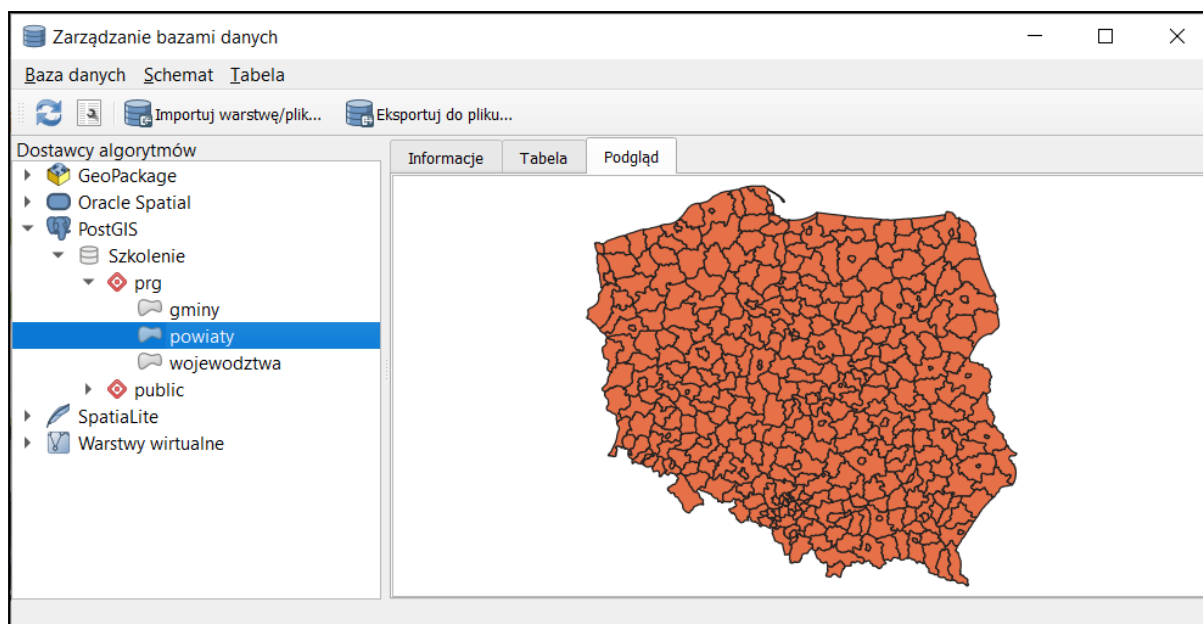 Zarządzanie bazami danych
Baza danych Schemat Tabela
Importuj warstwę/plik... Eksportuj do pliku...
Dostawcy algorytmów
GeoPackage
Oracle Spatial
PostGIS
Szkolenie
prg
gminy
powiaty
wojewodztwa
public
SpatiaLite
Warstwy wirtualne
Informacje Tabela Podgląd